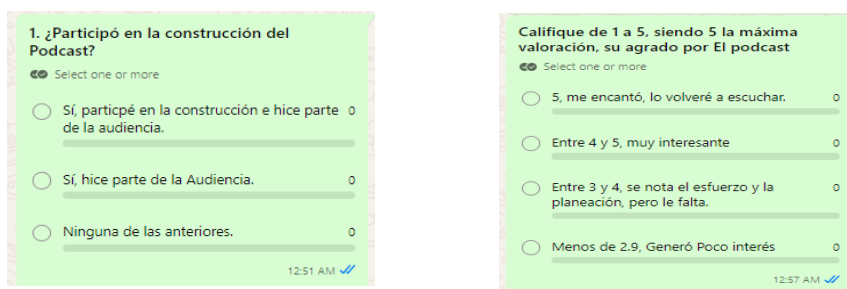 1. ¿Participó en la construcción del
Podcast?
Select one or more
Sí, particpé en la construcción e hice parte 0
de la audiencia.
Sí, hice parte de la Audiencia. 0
Ninguna de las anteriores. 0
12:51 AM
Califique de 1 a 5, siendo 5 la máxima
valoración, su agrado por El podcast
Select one or more
5, me encantó, lo volveré a escuchar. 0
Entre 4 y 5, muy interesante 0
Entre 3 y 4, se nota el esfuerzo y la 0
planeación, pero le falta.
Menos de 2.9, Generó Poco interés 0
12:57 AM